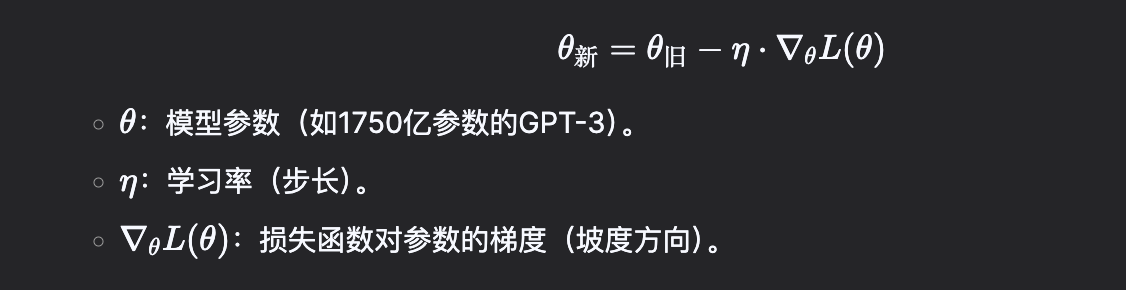 θ新 = θ旧 − η · ∇θL(θ)
θ：模型参数（如1750亿参数的GPT-3）。
η：学习率（步长）。
∇θL(θ)：损失函数对参数的梯度（坡度方向）。